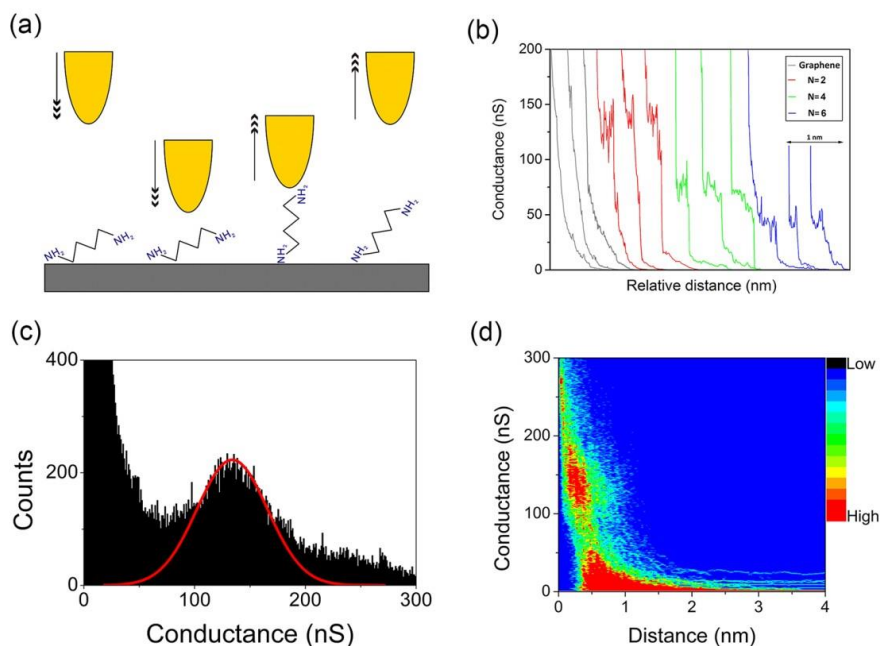 (a)
NH₂
NH₂
NH₂
NH₂
NH₂
NH₂
NH₂
NH₂
(b)
200
150
100
50
0
Conductance (nS)
Graphene
N=2
N=4
N=6
1 nm
Relative distance (nm)
(c)
400
200
0
Counts
0
100
200
300
Conductance (nS)
(d)
300
200
100
0
Conductance (nS)
Low
High
0
1
2
3
4
Distance (nm)